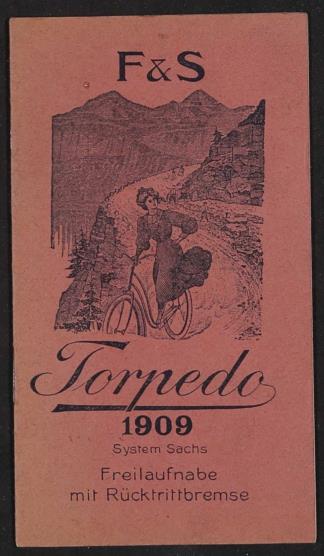 F&S
Torpedo
1909
System Sachs
Freilaufnabe
mit Rücktrittbremse